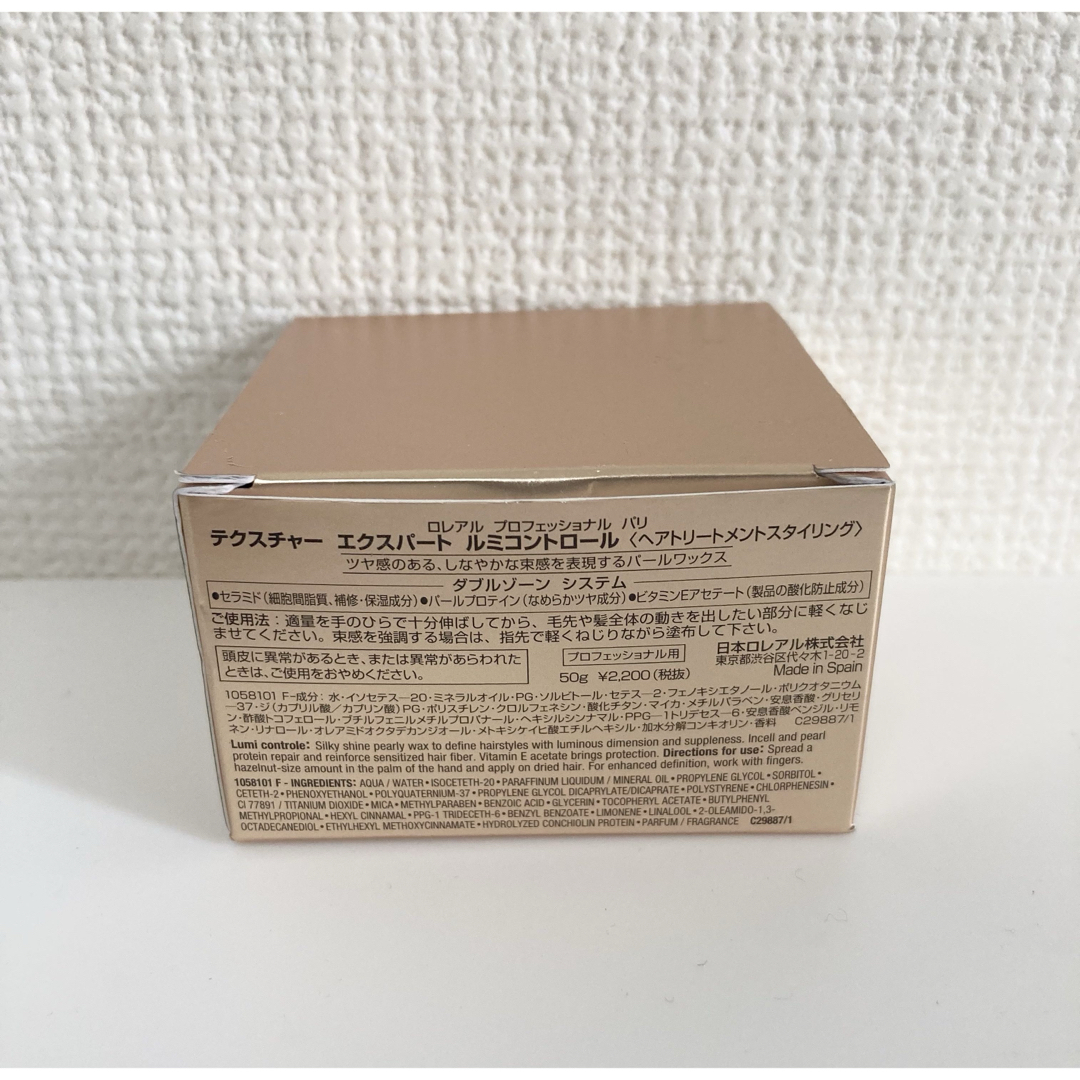 ロレアル プロフェッショナル パリ
テクスチャー エクスパート ルミコントロール〈ヘアトリートメントスタイリング〉
ツヤ感のある、しなやかな束感を表現するパールワックス
ダブルゾーン システム
●セラミド(細胞間脂質、補修・保湿成分)●パールプロテイン(なめらかツヤ成分)●ビタミンEアセテート(製品の酸化防止成分)
ご使用法:適量を手のひらで十分伸ばしてから、毛先や髪全体の動きを出したい部分に軽くなじ
ませてください。束感を強調する場合は、指先で軽くねじりながら塗布して下さい。
頭皮に異常があるとき、または異常があらわれた
ときは、ご使用をおやめください。
プロフェッショナル用
50g ¥2,200(税抜)
日本ロレアル株式会社
東京都渋谷区代々木1-20-2
Made in Spain
1058101 F-成分:水・イソセテス―20・ミネラルオイル・PG・ソルビトール・セテス―2・フェノキシエタノール・ポリクオタニウム
―37・ジ(カプリル酸/カプリン酸)PG・ポリスチレン・クロルフェネシン・酸化チタン・マイカ・メチルパラベン・安息香酸・グリセリ
ン・酢酸トコフェロール・ブチルフェニルメチルプロパナール・ヘキシルシンナマル・PPG―1トリデセス―6・安息香酸ベンジル・リモ
ネン・リナロール・オレアミドオクタデカンジオール・メトキシケイヒ酸エチルヘキシル・加水分解コンキオリン・香料 C29887/1
Lumi controle: Silky shine pearly wax to define hairstyles with luminous dimension and suppleness. Incell and pearl
protein repair and reinforce sensitized hair fiber. Vitamin E acetate brings protection. Directions for use: Spread a
hazelnut-size amount in the palm of the hand and apply on dried hair. For enhanced definition, work with fingers.
1058101 F - INGREDIENTS: AQUA / WATER • ISOCETETH-20 • PARAFFINUM LIQUIDUM / MINERAL OIL • PROPYLENE GLYCOL • SORBITOL •
CETETH-2 • PHENOXYETHANOL • POLYQUATERNIUM-37 • PROPYLENE GLYCOL DICAPRYLATE/DICAPRATE • POLYSTYRENE • CHLORPHENESIN •
CI 77891 / TITANIUM DIOXIDE • MICA • METHYLPARABEN • BENZOIC ACID • GLYCERIN • TOCOPHERYL ACETATE • BUTYLPHENYL
METHYLPROPIONAL • HEXYL CINNAMAL • PPG-1 TRIDECETH-6 • BENZYL BENZOATE • LIMONENE • LINALOOL • 2-OLEAMIDO-1,3-
OCTADECANEDIOL • ETHYLHEXYL METHOXYCINNAMATE • HYDROLYZED CONCHIOLIN PROTEIN • PARFUM / FRAGRANCE C29887/1